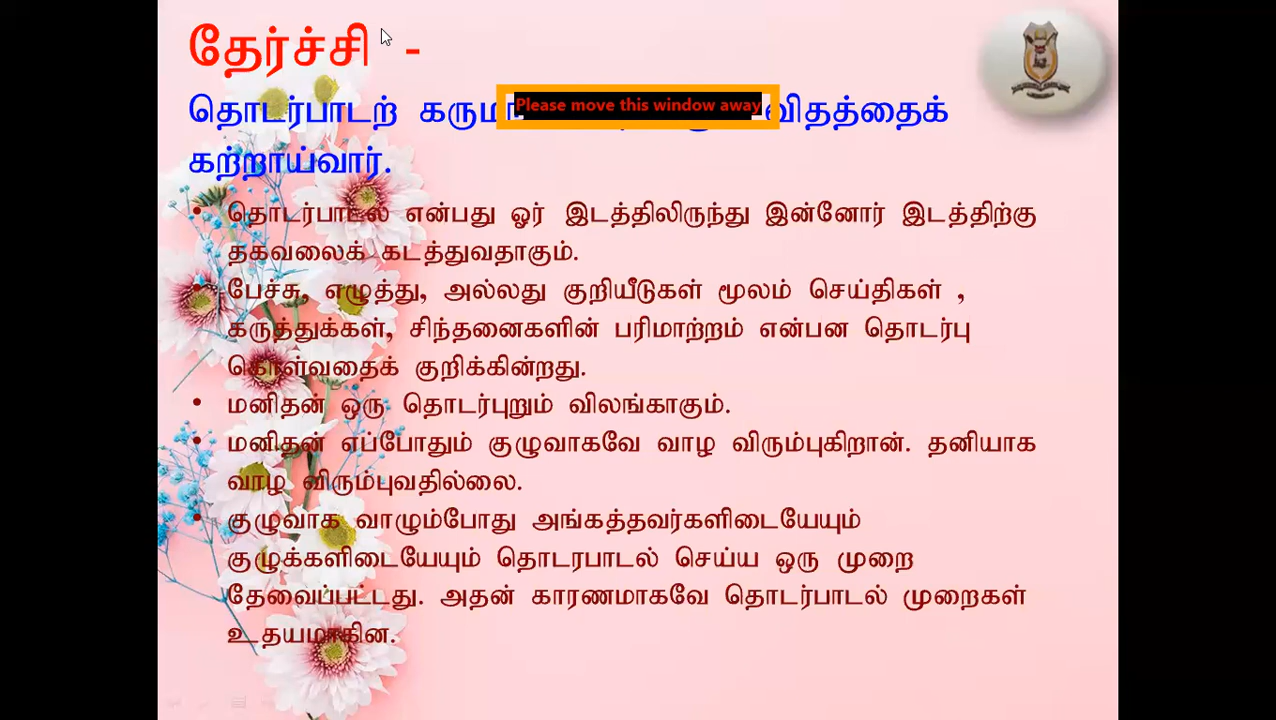 தேர்ச்சி -
Please move this window away
தொடர்பாடற் விதத்தைக்
கற்றாய்வார்.
• தொடர்பாடல் என்பது ஓர் இடத்திலிருந்து இன்னோர் இடத்திற்கு
தகவலைக் கடத்துவதாகும்.
• பேச்சு, எழுத்து, அல்லது குறியீடுகள் மூலம் செய்திகள் ,
கருத்துக்கள், சிந்தனைகளின் பரிமாற்றம் என்பன தொடர்பு
கொள்வதைக் குறிக்கின்றது.
• மனிதன் ஒரு தொடர்புறும் விலங்காகும்.
• மனிதன் எப்போதும் குழுவாகவே வாழ விரும்புகிறான். தனியாக
வாழ விரும்புவதில்லை.
• குழுவாக வாழும்போது அங்கத்தவர்களிடையேயும்
குழுக்களிடையேயும் தொடரபாடல் செய்ய ஒரு முறை
தேவைப்பட்டது. அதன் காரணமாகவே தொடர்பாடல் முறைகள்
உதயமாகின.